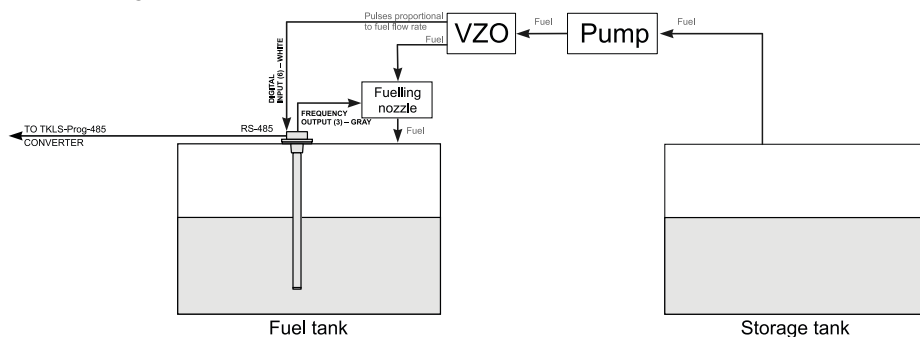 Pulses proportional
to fuel flow rate
Fuel
VZO
Fuel
Pump
Fuel
DIGITAL
INPUT (6) – WHITE
Fuelling
nozzle
FREQUENCY
OUTPUT (3) – GRAY
Fuel
TO TKLS-Prog-485
CONVERTER
RS-485
Fuel tank
Storage tank